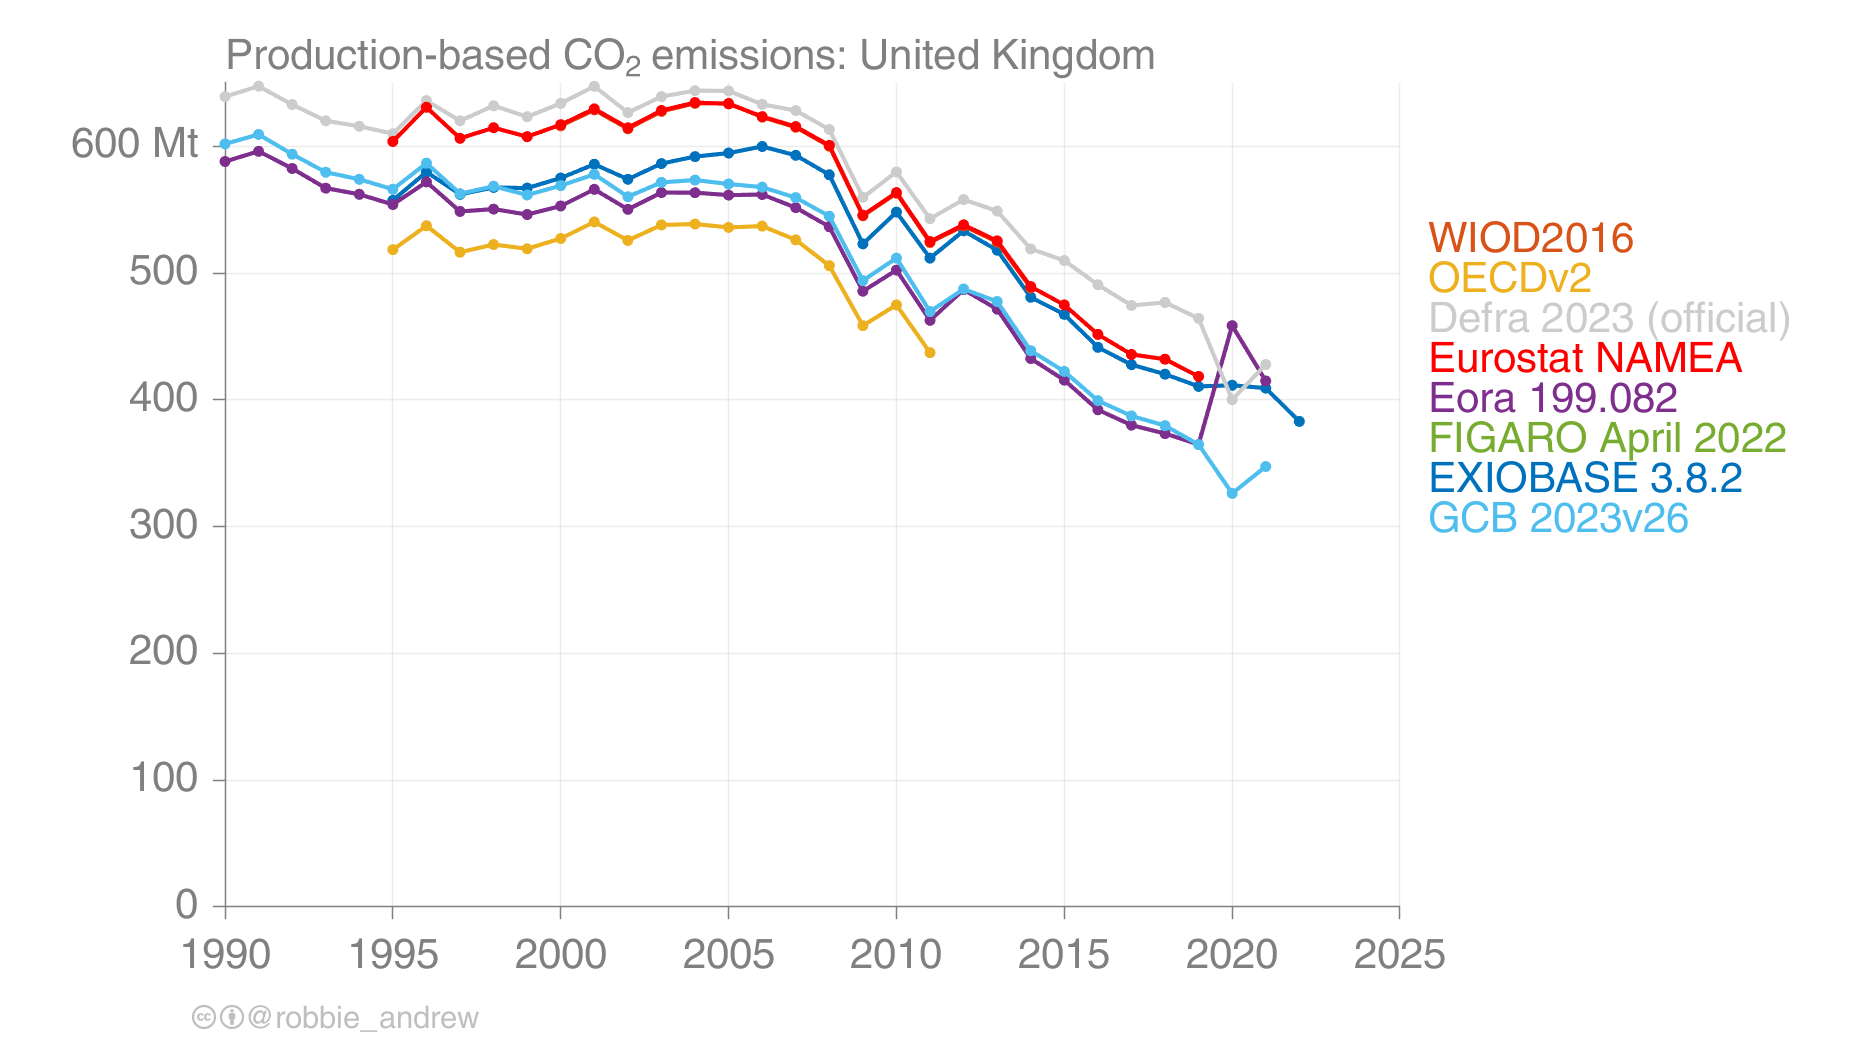 Production-based CO₂ emissions: United Kingdom
600 Mt
500
400
300
200
100
0
1990 1995 2000 2005 2010 2015 2020 2025
WIOD2016
OECDv2
Defra 2023 (official)
Eurostat NAMEA
Eora 199.082
FIGARO April 2022
EXIOBASE 3.8.2
GCB 2023v26
cc @robbie_andrew